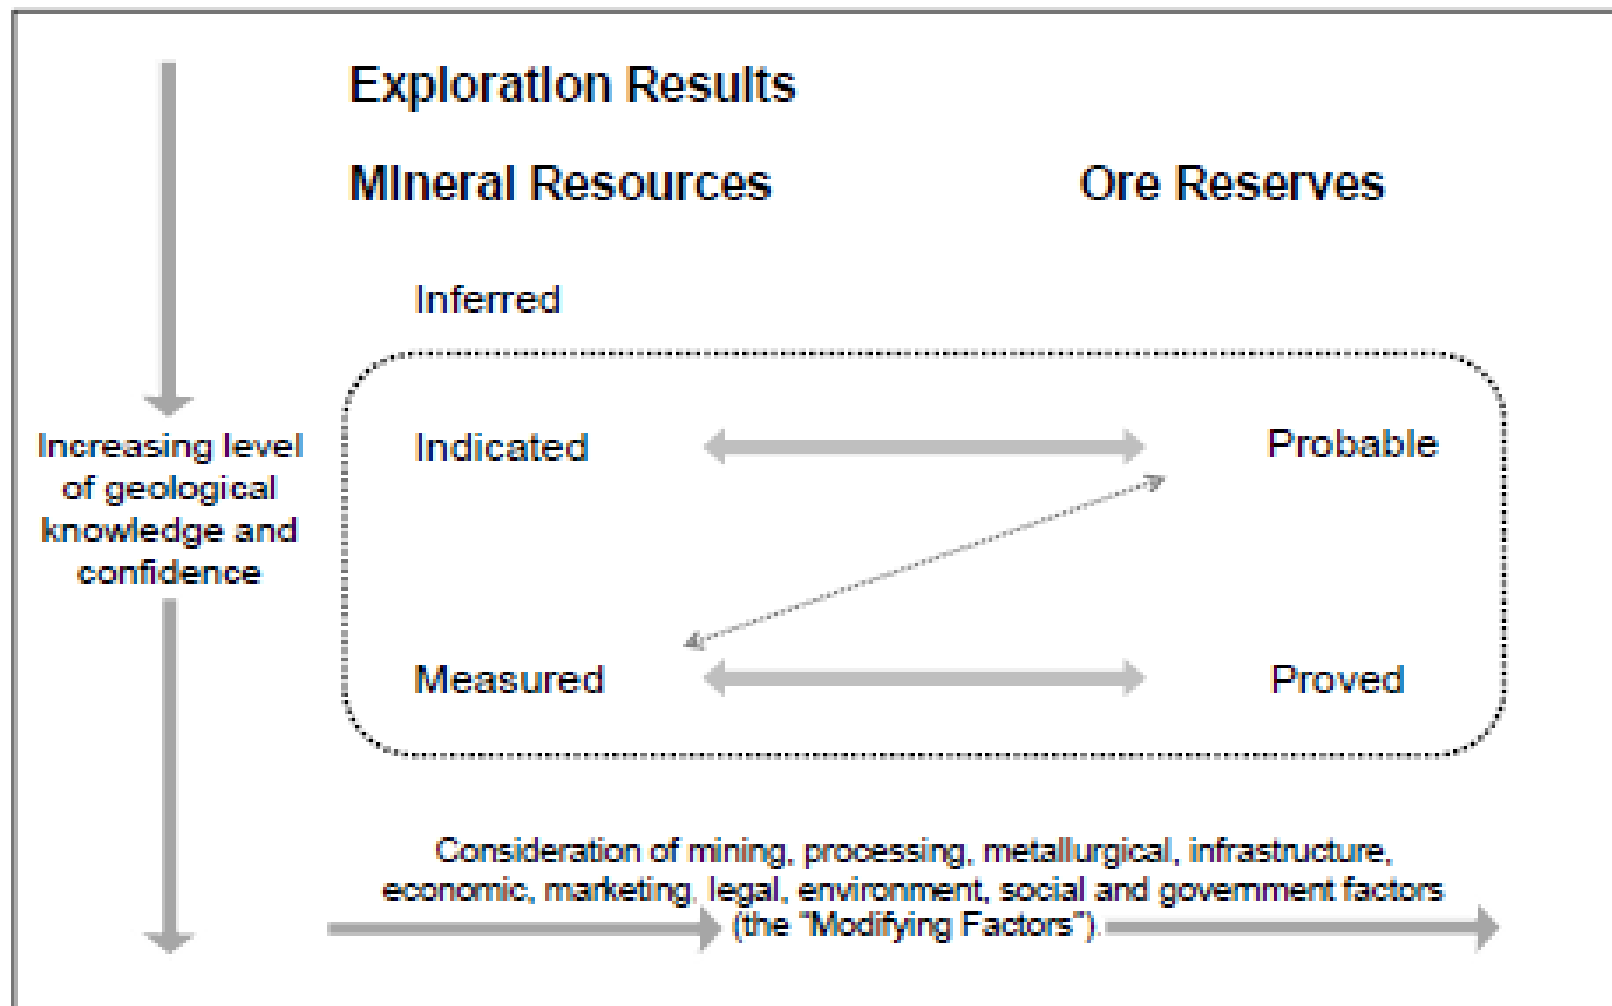 Exploration Results
Mineral Resources
Ore Reserves
Inferred
Increasing level
of geological
knowledge and
confidence
Indicated
Probable
Measured
Proved
Consideration of mining, processing, metallurgical, infrastructure,
economic, marketing, legal, environment, social and government factors
(the "Modifying Factors").